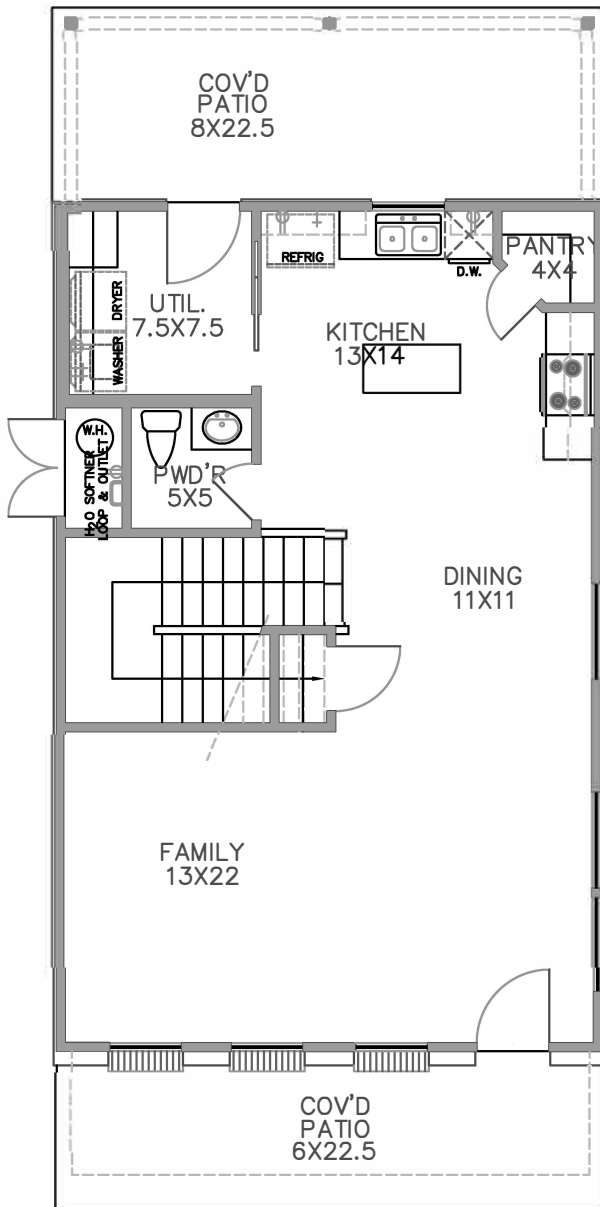 COV'D
PATIO
8X22.5
REFRIG
D.W.
PANTRY
4X4
DRYER
UTIL.
7.5X7.5
WASHER
KITCHEN
13X14
W.H.
H2O SOFTNER
LOOP & OUTLET
PWD'R
5X5
DINING
11X11
FAMILY
13X22
COV'D
PATIO
6X22.5